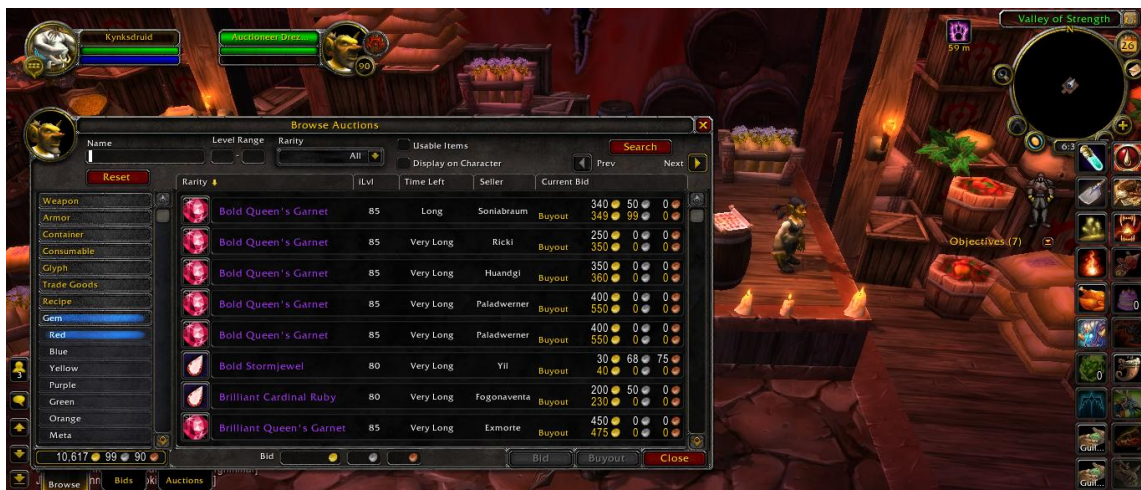 Valley of Strength
Kynksdruid
Auctioneer Drez...
N
26
59 m
90
Browse Auctions
Name
Level Range
Rarity
Usable Items
Search
-
All
Display on Character
Prev
Next
Reset
Rarity
iLvl
Time Left
Seller
Current Bid
Weapon
Armor
Container
Consumable
Glyph
Trade Goods
Recipe
Gem
Red
Blue
Yellow
Purple
Green
Orange
Meta
Bold Queen's Garnet 85 Long Soniabraum 340 50 0
Buyout 349 99 0
Bold Queen's Garnet 85 Very Long Ricki 250 0 0
Buyout 350 0 0
Bold Queen's Garnet 85 Very Long Huandgi 350 0 0
Buyout 360 0 0
Bold Queen's Garnet 85 Very Long Paladwerner 400 0 0
Buyout 550 0 0
Bold Queen's Garnet 85 Very Long Paladwerner 400 0 0
Buyout 550 0 0
Bold Stormjewel 80 Very Long Yil 30 68 75
Buyout 40 0 0
Brilliant Cardinal Ruby 80 Very Long Fogonaventa 200 50 0
Buyout 230 0 0
Brilliant Queen's Garnet 85 Very Long Exmorte 450 0 0
Buyout 475 0 0
10,617 99 90
Bid
Bid
Buyout
Close
Browse
Bids
Auctions
Objectives (7)
3
0
0
Guil...
Guil...